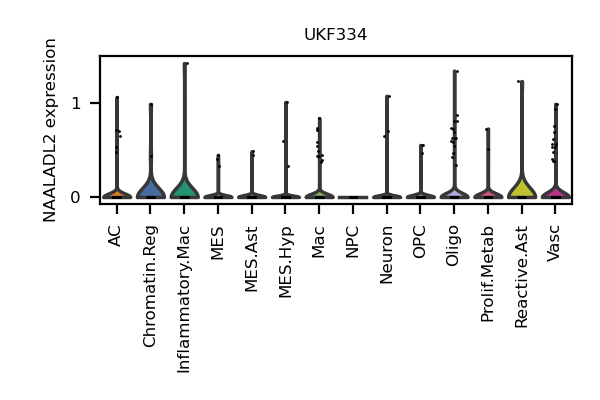 UKF334
NAALADL2 expression
1
0
AC
Chromatin.Reg
Inflammatory.Mac
MES
MES.Ast
MES.Hyp
Mac
NPC
Neuron
OPC
Oligo
Prolif.Metab
Reactive.Ast
Vasc